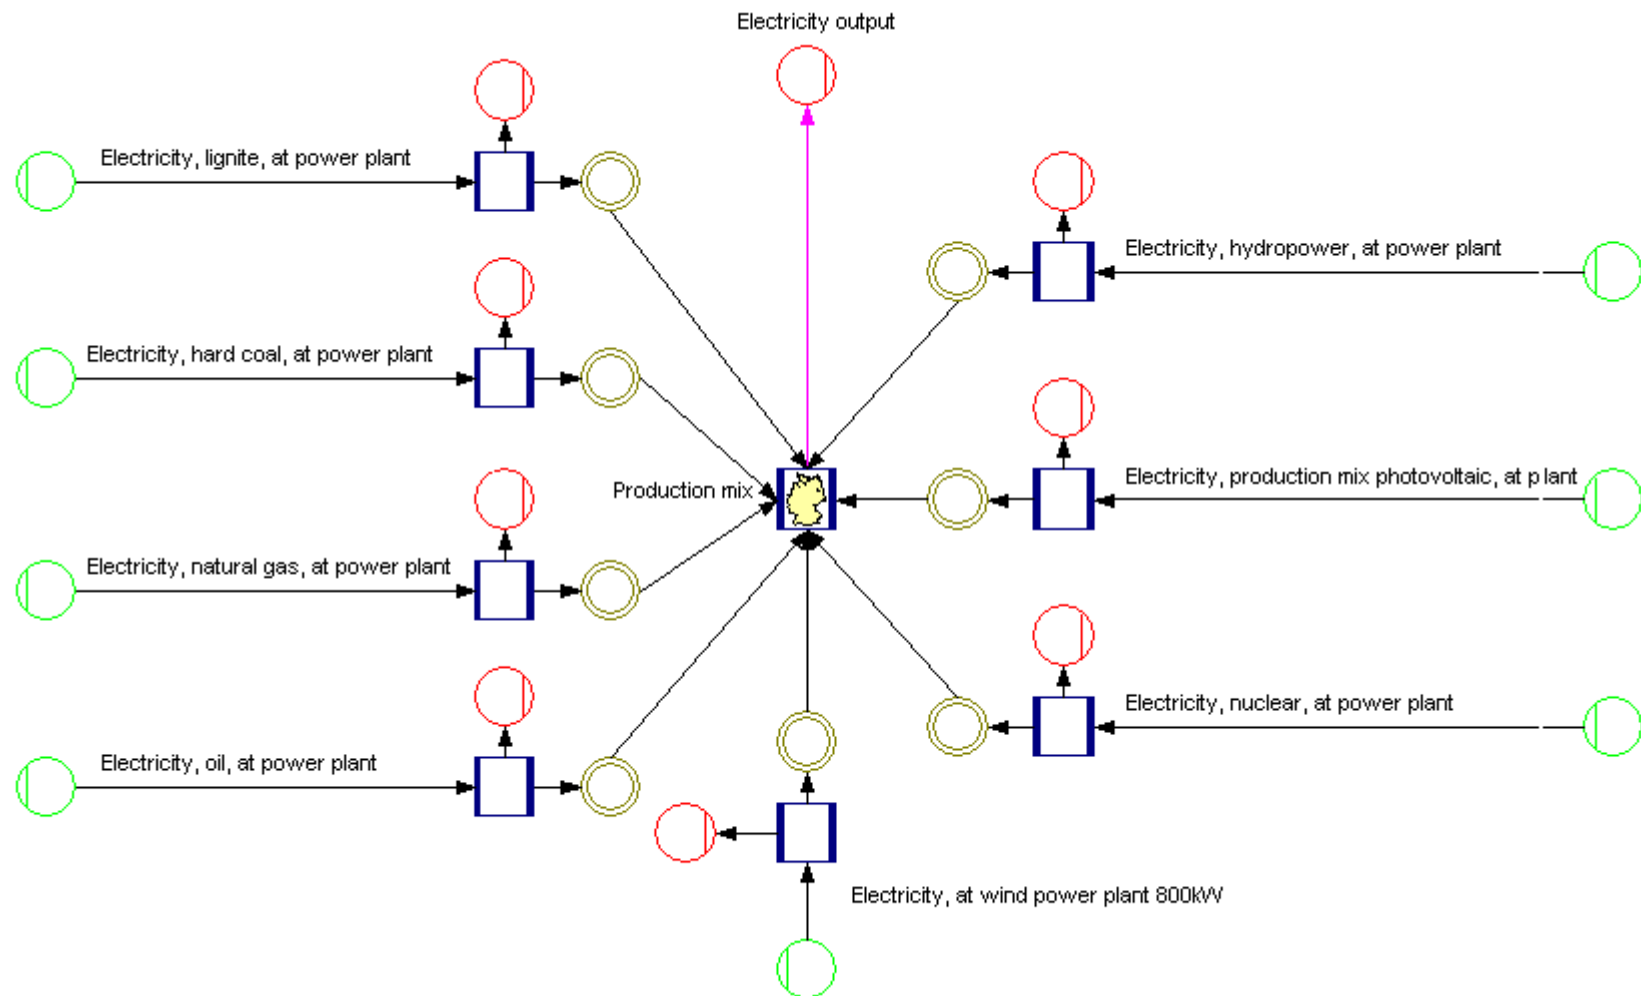 Electricity output
Electricity, lignite, at power plant
Electricity, hydropower, at power plant
Electricity, hard coal, at power plant
Production mix
Electricity, production mix photovoltaic, at plant
Electricity, natural gas, at power plant
Electricity, nuclear, at power plant
Electricity, oil, at power plant
Electricity, at wind power plant 800kW